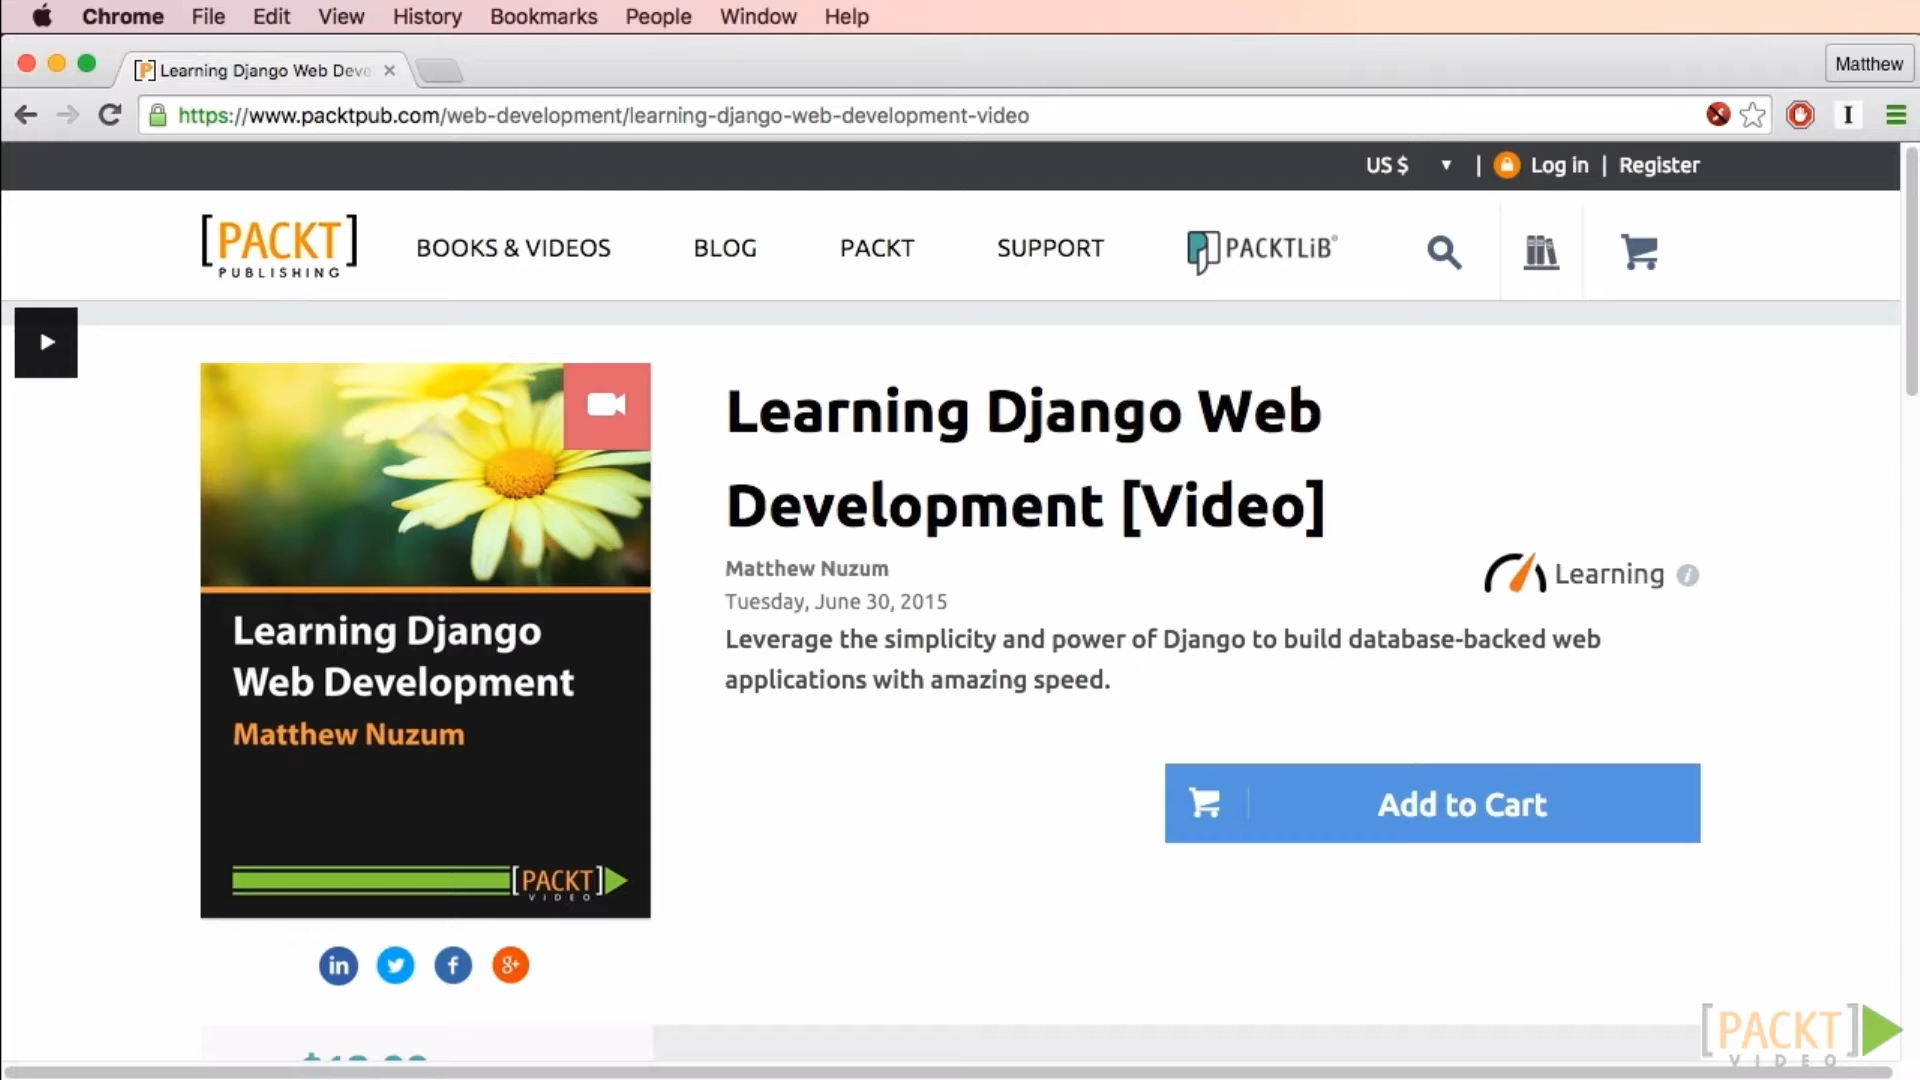 Chrome File Edit View History Bookmarks People Window Help
Learning Django Web Deve
Matthew
https://www.packtpub.com/web-development/learning-django-web-development-video
US $ | Log in | Register
[PACKT]
PUBLISHING
BOOKS & VIDEOS BLOG PACKT SUPPORT PACKTLiB
Learning Django Web
Development [Video]
Matthew Nuzum
Tuesday, June 30, 2015
Learning
Leverage the simplicity and power of Django to build database-backed web
applications with amazing speed.
Add to Cart
Learning Django
Web Development
Matthew Nuzum
[PACKT]
VIDEO
in f g+
[PACKT]
VIDEO